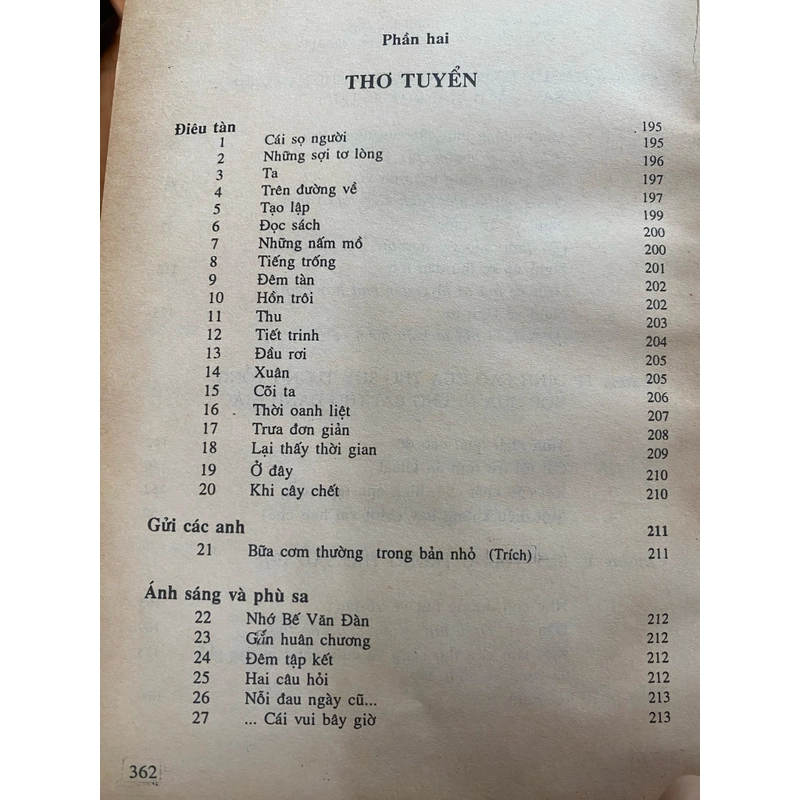 Phần hai
THƠ TUYỂN
Điêu tàn 195
1 Cái sọ người 195
2 Những sợi tơ lòng 196
3 Ta 197
4 Trên đường về 197
5 Tạo lập 199
6 Đọc sách 200
7 Những nấm mồ 200
8 Tiếng trống 201
9 Đêm tàn 202
10 Hồn trôi 202
11 Thu 203
12 Tiết trinh 204
13 Đầu rơi 205
14 Xuân 205
15 Cõi ta 206
16 Thời oanh liệt 207
17 Trưa đơn giản 208
18 Lại thấy thời gian 209
19 Ở đây 210
20 Khi cây chết 210
Gửi các anh 211
21 Bữa cơm thường trong bản nhỏ (Trích) 211
Ánh sáng và phù sa
22 Nhớ Bế Văn Đàn 212
23 Gắn huân chương 212
24 Đêm tập kết 212
25 Hai câu hỏi 212
26 Nỗi đau ngày cũ... 213
27 ... Cái vui bây giờ 213
362